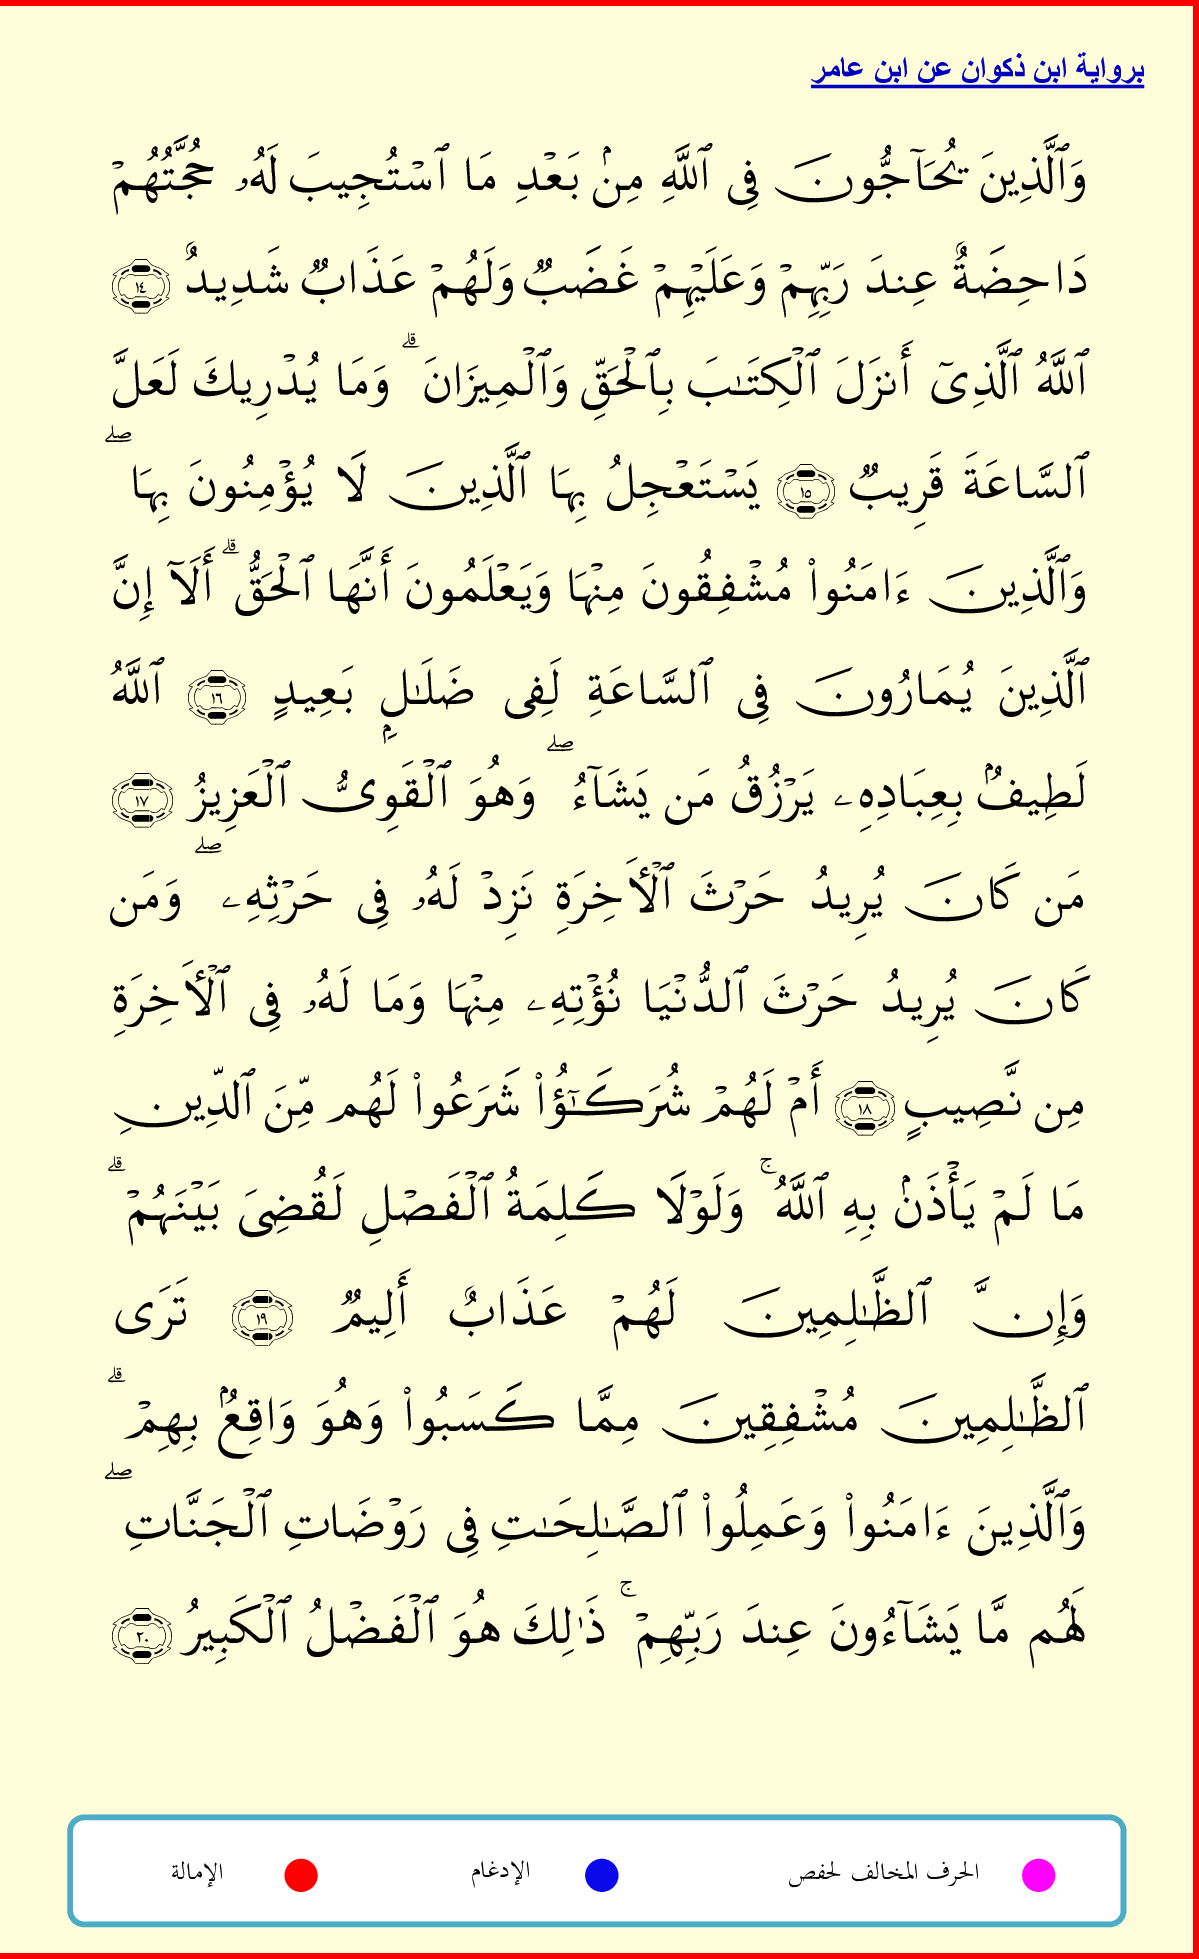 برواية ابن ذكوان عن ابن عامر
وَٱلَّذِينَ يُحَآجُّونَ فِى ٱللَّهِ مِنۢ بَعْدِ مَا ٱسْتُجِيبَ لَهُۥ حُجَّتُهُمْ
دَاحِضَةٌ عِندَ رَبِّهِمْ وَعَلَيْهِمْ غَضَبٌ وَلَهُمْ عَذَابٌ شَدِيدٌ ١٤
ٱللَّهُ ٱلَّذِىٓ أَنزَلَ ٱلْكِتَـٰبَ بِٱلْحَقِّ وَٱلْمِيزَانَ ۗ وَمَا يُدْرِيكَ لَعَلَّ
ٱلسَّاعَةَ قَرِيبٌ ١٥ يَسْتَعْجِلُ بِهَا ٱلَّذِينَ لَا يُؤْمِنُونَ بِهَا ۖ
وَٱلَّذِينَ ءَامَنُوا۟ مُشْفِقُونَ مِنْهَا وَيَعْلَمُونَ أَنَّهَا ٱلْحَقُّ ۗ أَلَآ إِنَّ
ٱلَّذِينَ يُمَارُونَ فِى ٱلسَّاعَةِ لَفِى ضَلَـٰلٍۭ بَعِيدٍ ١٦ ٱللَّهُ
لَطِيفٌۢ بِعِبَادِهِۦ يَرْزُقُ مَن يَشَآءُ ۖ وَهُوَ ٱلْقَوِىُّ ٱلْعَزِيزُ ١٧
مَن كَانَ يُرِيدُ حَرْثَ ٱلْأَخِرَةِ نَزِدْ لَهُۥ فِى حَرْثِهِۦ ۖ وَمَن
كَانَ يُرِيدُ حَرْثَ ٱلدُّنْيَا نُؤْتِهِۦ مِنْهَا وَمَا لَهُۥ فِى ٱلْأَخِرَةِ
مِن نَّصِيبٍ ١٨ أَمْ لَهُمْ شُرَكَـٰٓؤُا۟ شَرَعُوا۟ لَهُم مِّنَ ٱلدِّينِ
مَا لَمْ يَأْذَنۢ بِهِ ٱللَّهُ ۚ وَلَوْلَا كَلِمَةُ ٱلْفَصْلِ لَقُضِىَ بَيْنَهُمْ ۗ
وَإِنَّ ٱلظَّـٰلِمِينَ لَهُمْ عَذَابٌ أَلِيمٌ ١٩ تَرَى
ٱلظَّـٰلِمِينَ مُشْفِقِينَ مِمَّا كَسَبُوا۟ وَهُوَ وَاقِعٌۢ بِهِمْ ۗ
وَٱلَّذِينَ ءَامَنُوا۟ وَعَمِلُوا۟ ٱلصَّـٰلِحَـٰتِ فِى رَوْضَاتِ ٱلْجَنَّاتِ ۖ
لَهُم مَّا يَشَآءُونَ عِندَ رَبِّهِمْ ۚ ذَٰلِكَ هُوَ ٱلْفَضْلُ ٱلْكَبِيرُ ٢٠
الحرف المخالف لحفص الإدغام الإمالة